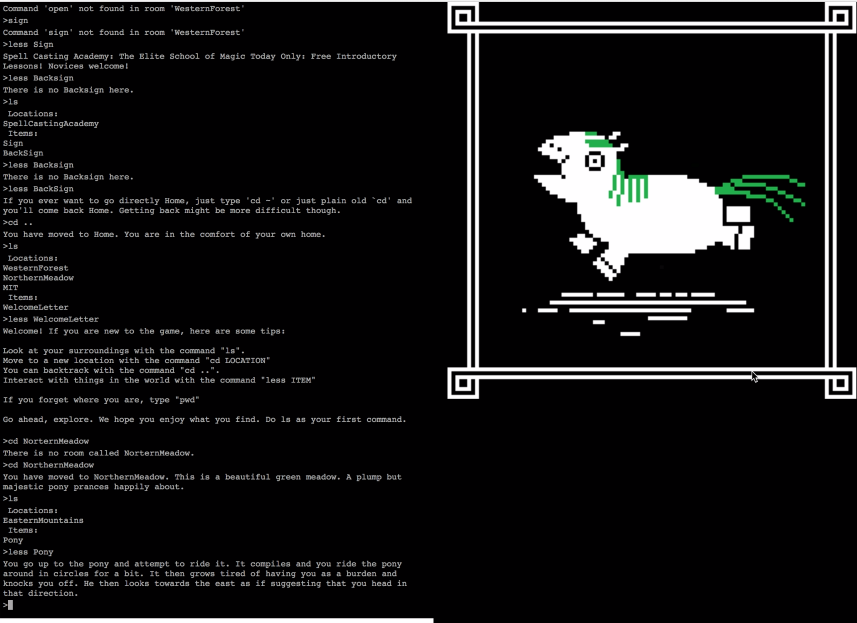 Command 'open' not found in room 'WesternForest'
>sign
Command 'sign' not found in room 'WesternForest'
>less Sign
Spell Casting Academy: The Elite School of Magic Today Only: Free Introductory
Lessons! Novices welcome!
>less Backsign
There is no Backsign here.
>ls
Locations:
SpellCastingAcademy
Items:
Sign
BackSign
>less Backsign
There is no Backsign here.
>less BackSign
If you ever want to go directly Home, just type 'cd ~' or just plain old `cd' and
you'll come back Home. Getting back might be more difficult though.
>cd ..
You have moved to Home. You are in the comfort of your own home.
>ls
Locations:
WesternForest
NorthernMeadow
MIT
Items:
WelcomeLetter
>less WelcomeLetter
Welcome! If you are new to the game, here are some tips:
Look at your surroundings with the command "ls".
Move to a new location with the command "cd LOCATION"
You can backtrack with the command "cd ..".
Interact with things in the world with the command "less ITEM"
If you forget where you are, type "pwd"
Go ahead, explore. We hope you enjoy what you find. Do ls as your first command.
>cd NorternMeadow
There is no room called NorternMeadow.
>cd NorthernMeadow
You have moved to NorthernMeadow. This is a beautiful green meadow. A plump but
majestic pony prances happily about.
>ls
Locations:
EasternMountains
Items:
Pony
>less Pony
You go up to the pony and attempt to ride it. It compiles and you ride the pony
around in circles for a bit. It then grows tired of having you as a burden and
knocks you off. He then looks towards the east as if suggesting that you head in
that direction.
>